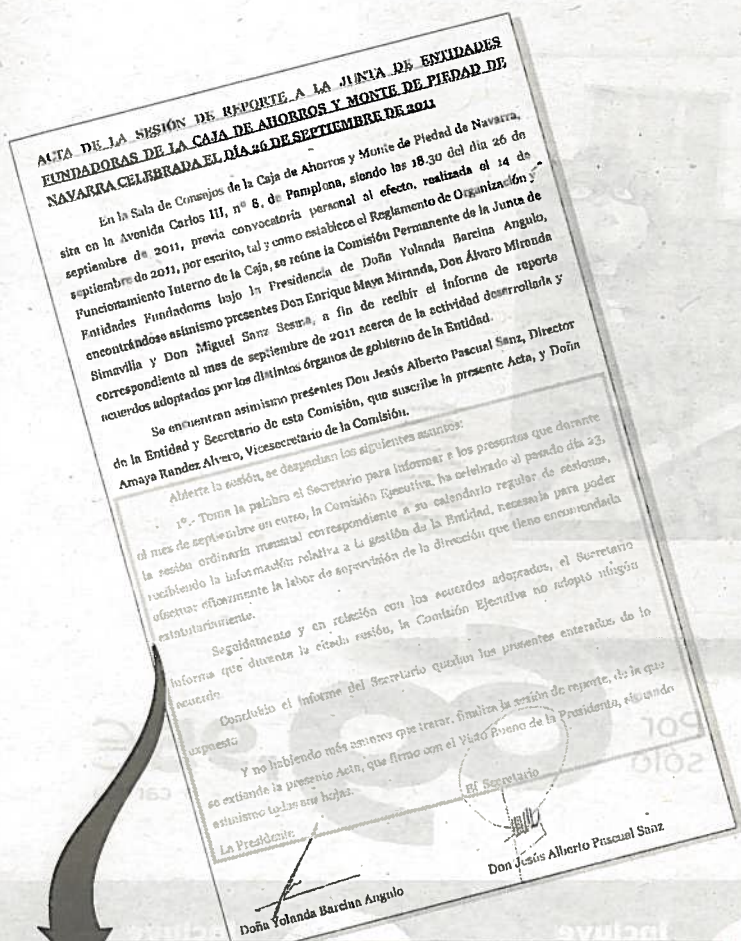 ACTA DE LA SESIÓN DE REPORTE A LA JUNTA DE ENTIDADES
FUNDADORAS DE LA CAJA DE AHORROS Y MONTE DE PIEDAD DE
NAVARRA CELEBRADA EL DÍA 26 DE SEPTIEMBRE DE 2011
En la Sala de Consejos de la Caja de Ahorros y Monte de Piedad de Navarra,
sita en la Avenida Carlos III, nº 8, de Pamplona, siendo las 18.30 del día 26 de
septiembre de 2011, previa convocatoria personal al efecto, realizada el 14 de
septiembre de 2011, por escrito, tal y como establece el Reglamento de Organización y
Funcionamiento Interno de la Caja, se reúne la Comisión Permanente de la Junta de
Entidades Fundadoras bajo la Presidencia de Doña Yolanda Barcina Angulo,
encontrándose asimismo presentes Don Enrique Maya Miranda, Don Álvaro Miranda
Simavilla y Don Miguel Sanz Sesma, a fin de recibir el informe de reporte
correspondiente al mes de septiembre de 2011 acerca de la actividad desarrollada y
acuerdos adoptados por los distintos órganos de gobierno de la Entidad.
Se encuentran asimismo presentes Don Jesús Alberto Pascual Sanz, Director
de la Entidad y Secretario de esta Comisión, que suscribe la presente Acta, y Doña
Amaya Randez Alvero, Vicesecretario de la Comisión.
Abierta la sesión, se despachan los siguientes asuntos:
1º.- Toma la palabra el Secretario para informar a los presentes que durante
el mes de septiembre en curso, la Comisión Ejecutiva, ha celebrado el pasado día 23,
la sesión ordinaria mensual correspondiente a su calendario regular de sesiones,
recibiendo la información relativa a la gestión de la Entidad, necesaria para poder
efectuar eficazmente la labor de supervisión de la dirección que tiene encomendada
estatutariamente.
Seguidamente y en relación con los acuerdos adoptados, el Secretario
informa que durante la citada sesión, la Comisión Ejecutiva no adoptó ningún
acuerdo.
Concluido el informe del Secretario quedan los presentes enterados de lo
expuesto
Y no habiendo más asuntos que tratar, finaliza la sesión de reporte, de la que
se extiende la presente Acta, que firmo con el Visto Bueno de la Presidenta, visando
asimismo todas sus hojas.
La Presidente
El Secretario
Doña Yolanda Barcina Angulo
Don Jesús Alberto Pascual Sanz
Por
sólo